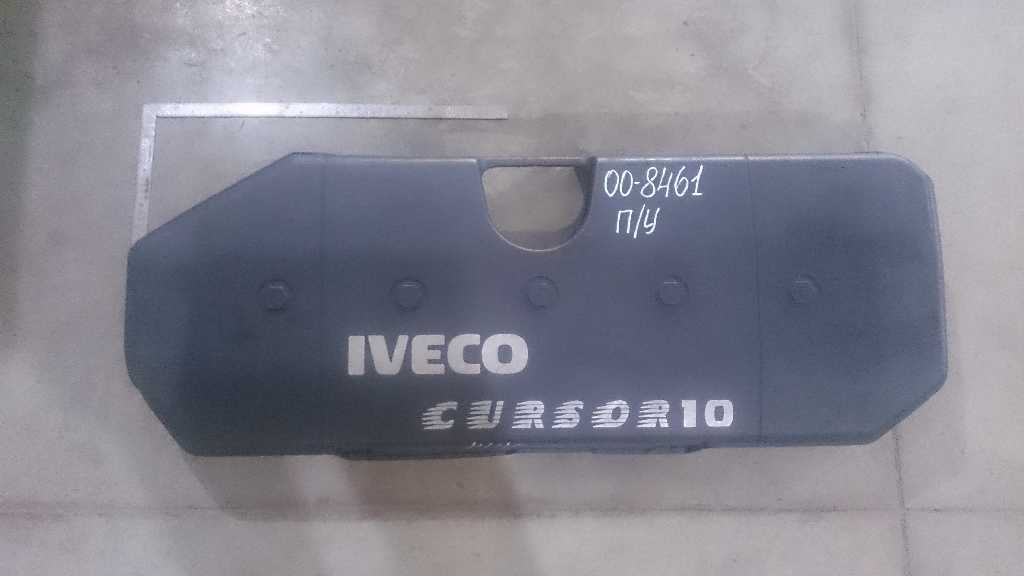 00-8461
П/У
IVECO
CURSOR10